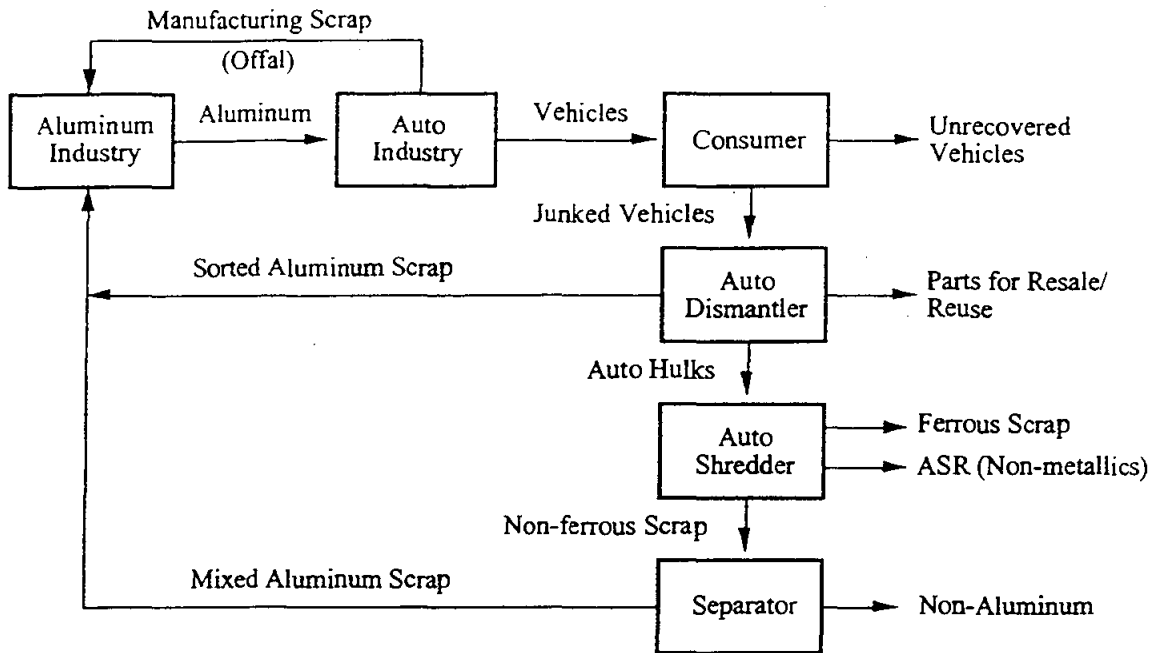 Manufacturing Scrap
(Offal)
Aluminum
Industry
Aluminum
Auto
Industry
Vehicles
Consumer
Unrecovered
Vehicles
Junked Vehicles
Sorted Aluminum Scrap
Auto
Dismantler
Parts for Resale/
Reuse
Auto Hulks
Auto
Shredder
Ferrous Scrap
ASR (Non-metallics)
Non-ferrous Scrap
Mixed Aluminum Scrap
Separator
Non-Aluminum